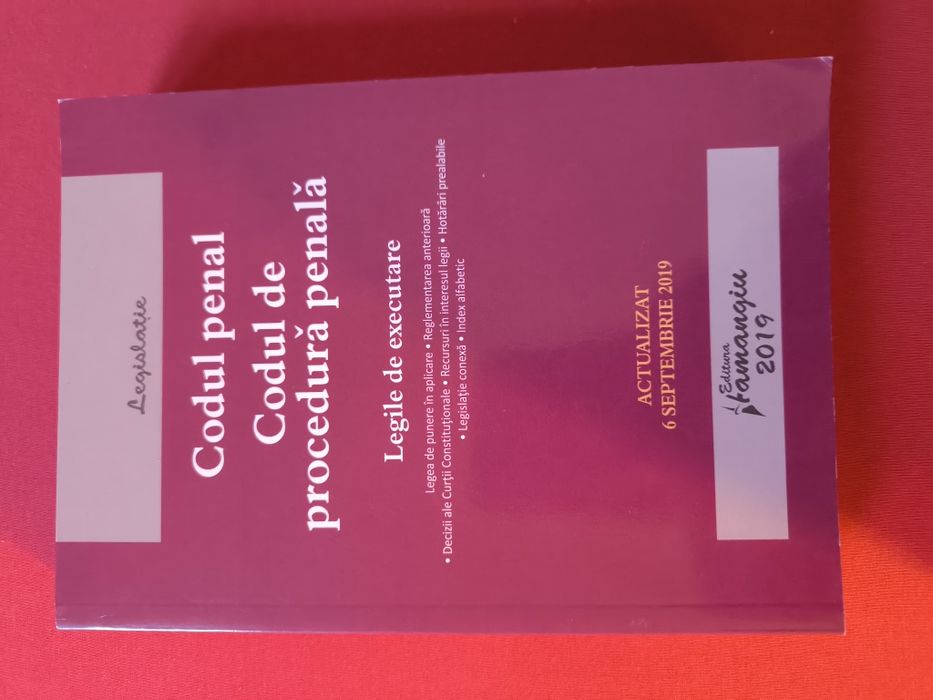 Legislație
Codul penal
Codul de
procedură penală
Legile de executare
Legea de punere în aplicare • Reglementarea anterioară
• Decizii ale Curții Constituționale • Recursuri în interesul legii • Hotărâri prealabile
• Legislație conexă • Index alfabetic
ACTUALIZAT
6 SEPTEMBRIE 2019
Editura
Hamangiu
2019